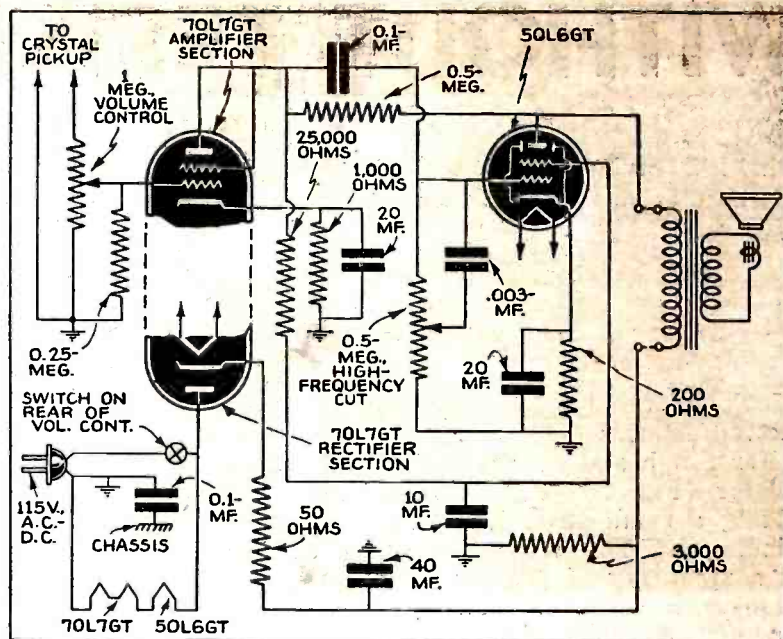 TO
CRYSTAL
PICKUP
1
MEG.,
VOLUME
CONTROL
70L7GT
AMPLIFIER
SECTION
0.1-
MF.
0.5-
MEG.
50L6GT
25,000
OHMS
1,000
OHMS
20
MF.
.003-
MF.
0.25-
MEG.
0.5-
MEG.,
HIGH-
FREQUENCY
CUT
20
MF.
200
OHMS
SWITCH ON
REAR OF
VOL. CONT.
70L7GT
RECTIFIER
SECTION
115V.,
A.C.-
D.C.
0.1-
MF.
CHASSIS
50
OHMS
10
MF.
40
MF.
3,000
OHMS
70L7GT
50L6GT